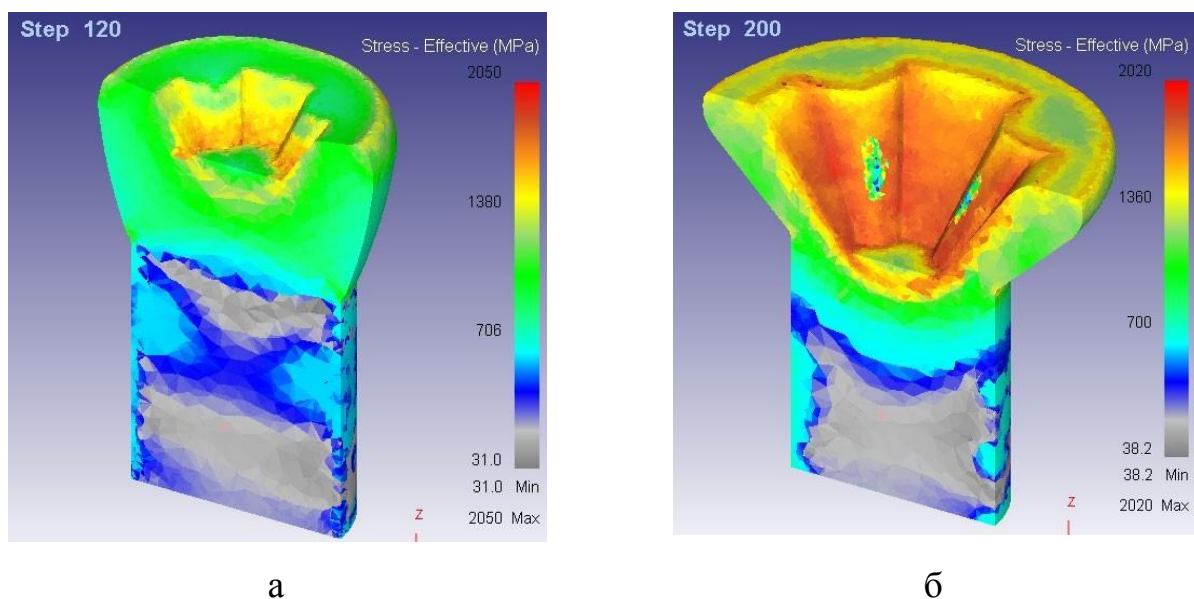 Step 120
Stress - Effective (MPa)
2050
1380
706
31.0
31.0 Min
2050 Max
z
а
Step 200
Stress - Effective (MPa)
2020
1360
700
38.2
38.2 Min
2020 Max
z
б